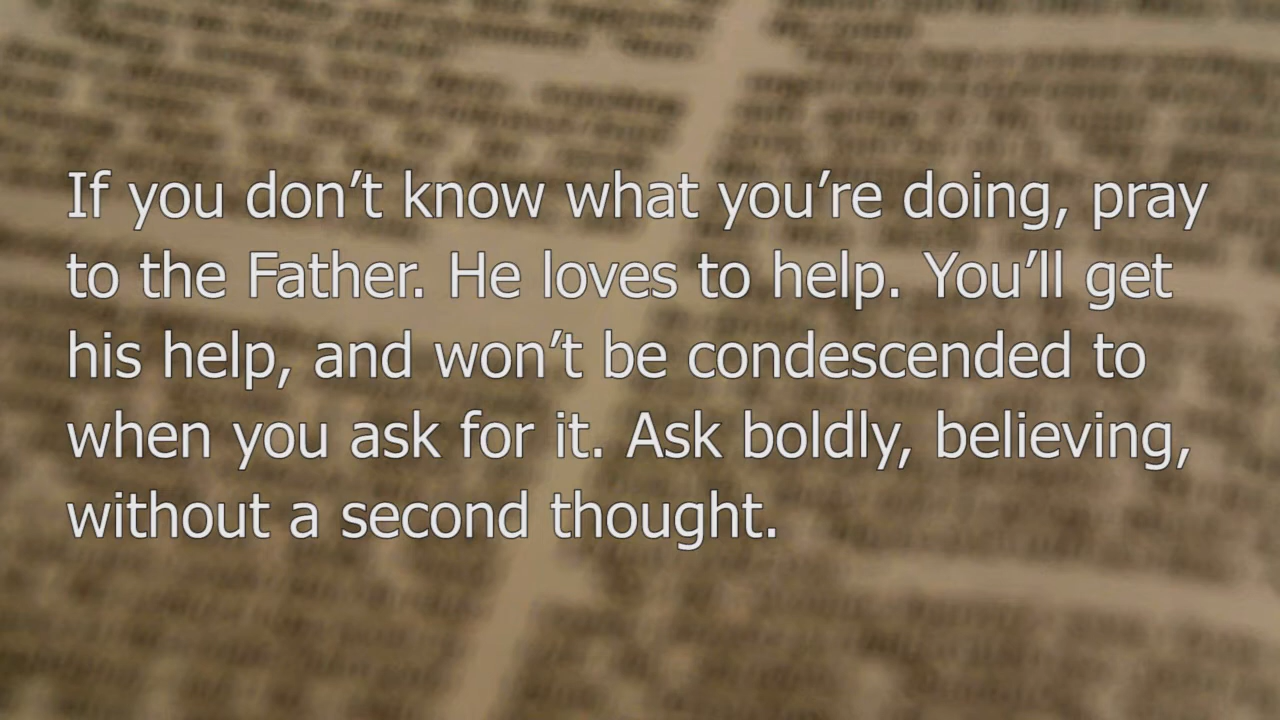 If you don’t know what you’re doing, pray
to the Father. He loves to help. You’ll get
his help, and won’t be condescended to
when you ask for it. Ask boldly, believing,
without a second thought.